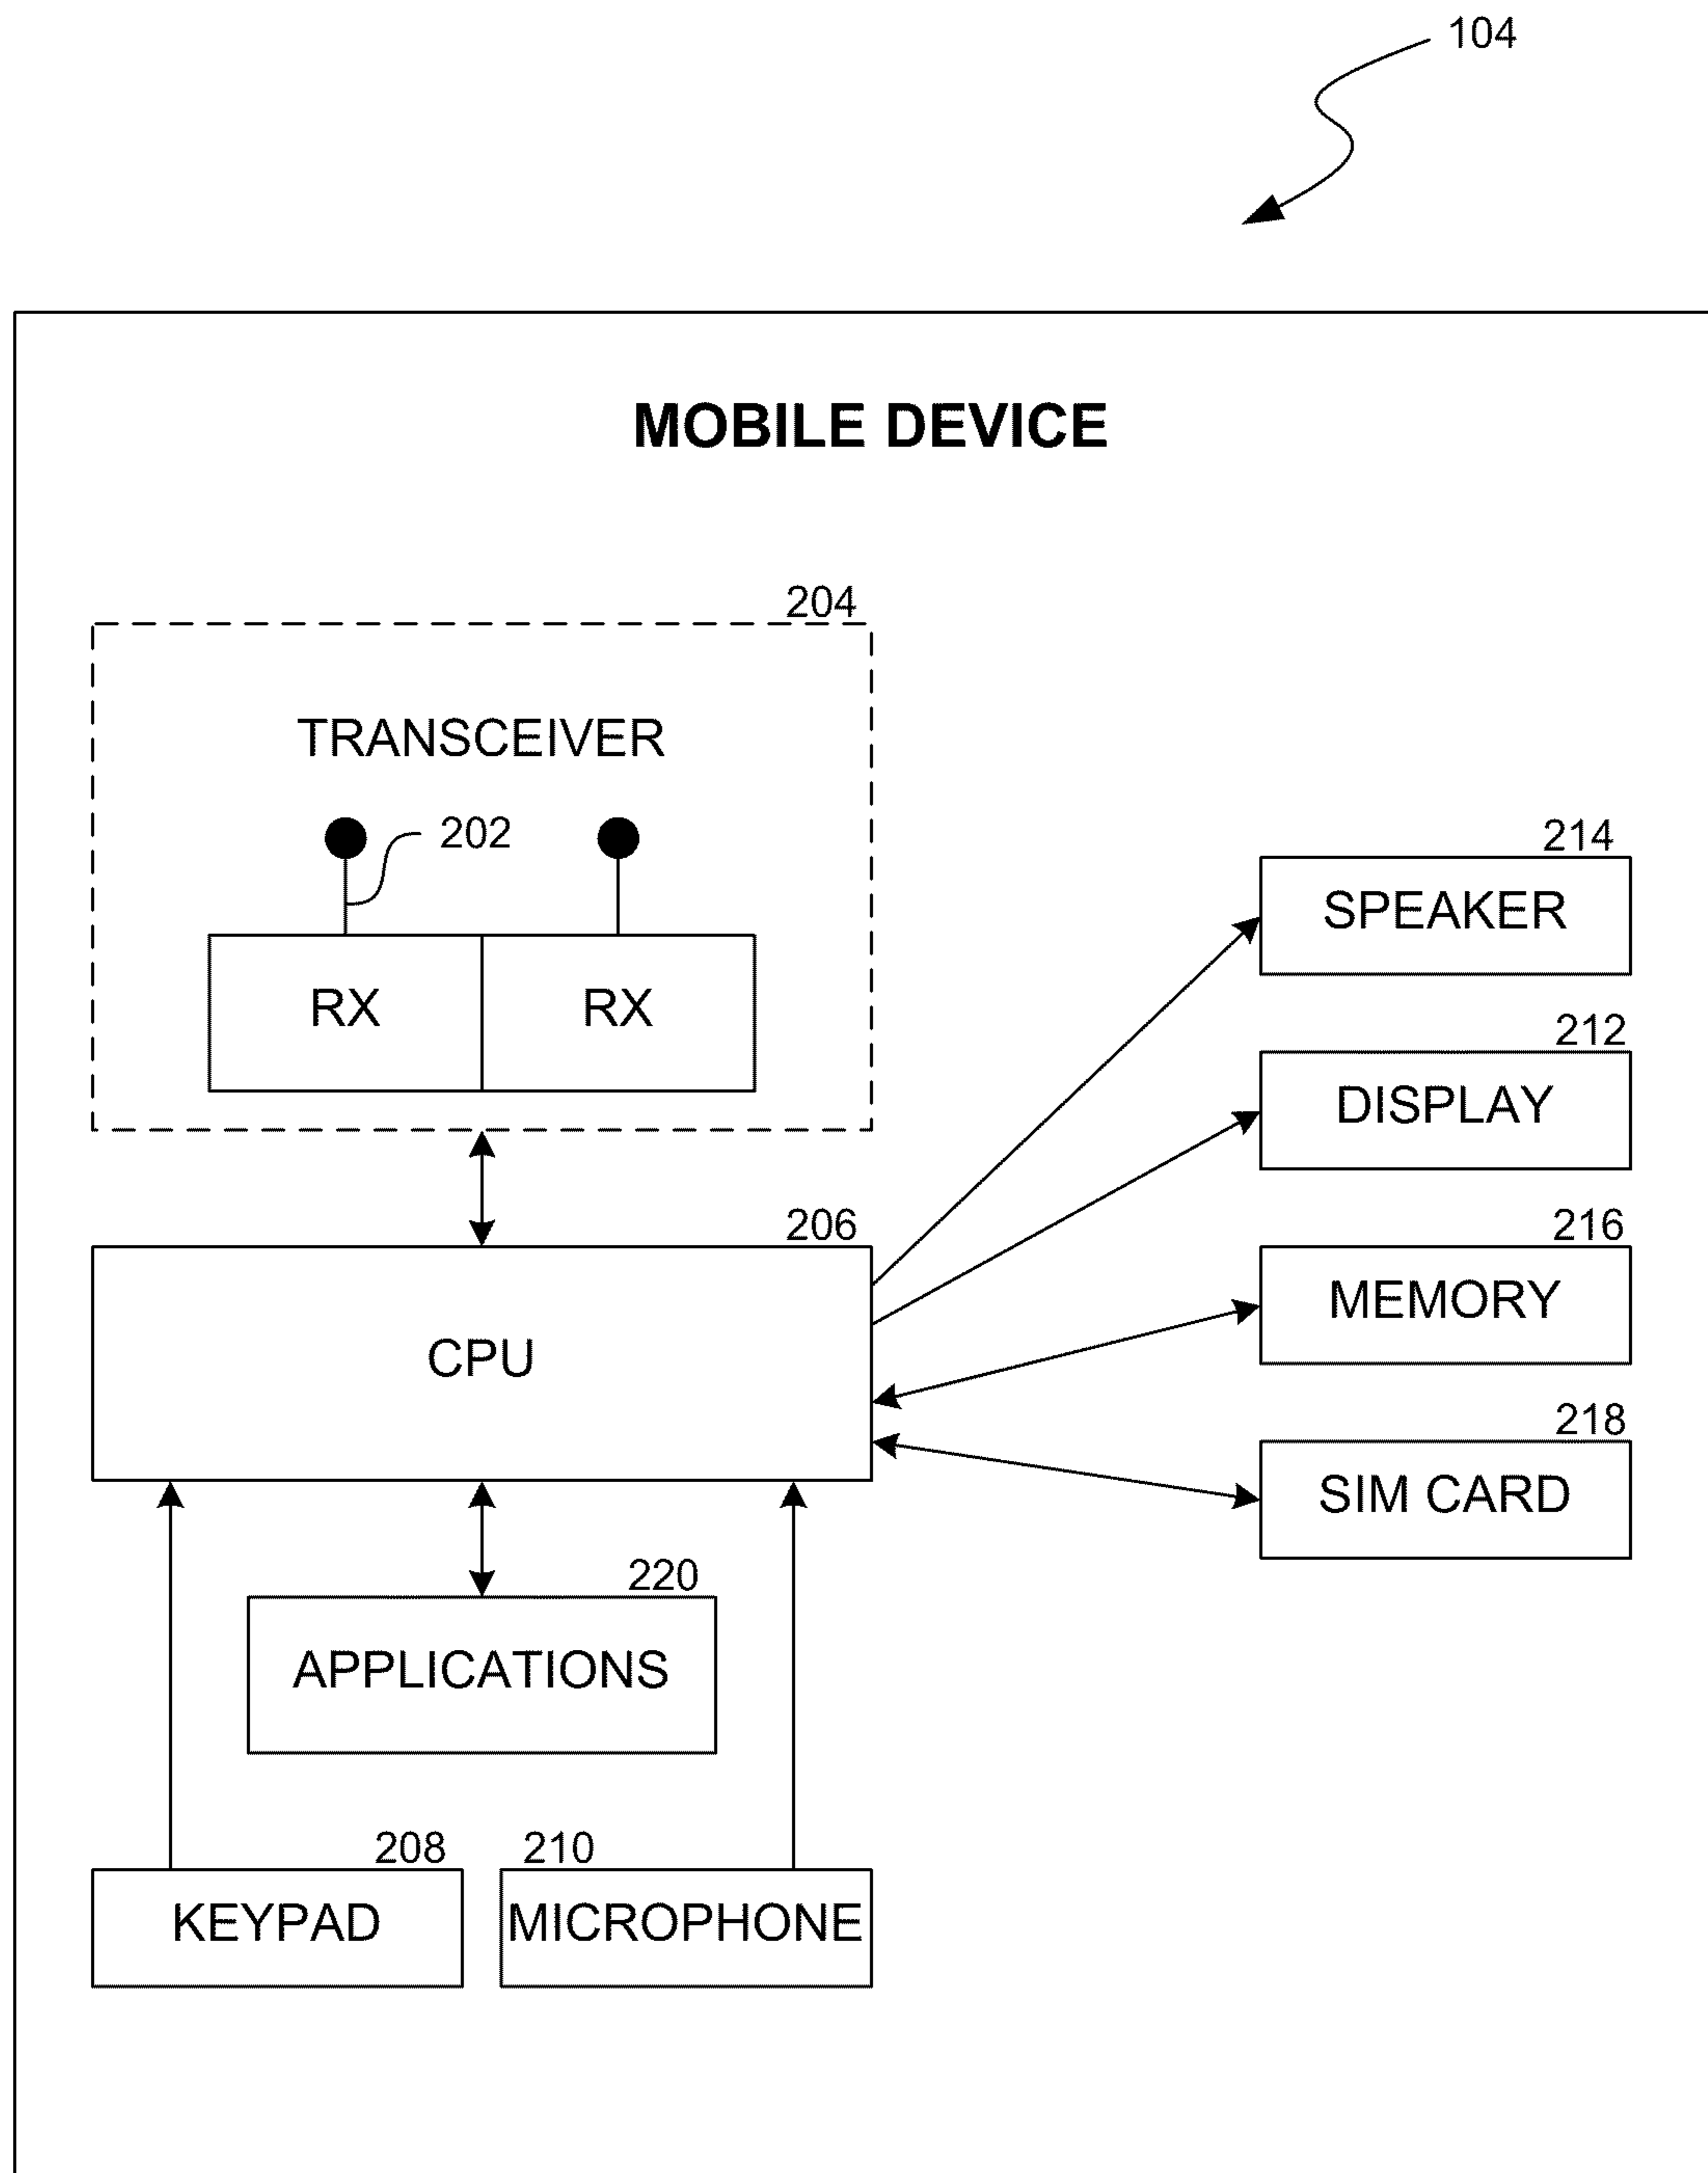 104
MOBILE DEVICE
204
TRANSCEIVER
202
RX
RX
214
SPEAKER
212
DISPLAY
206
CPU
216
MEMORY
218
SIM CARD
220
APPLICATIONS
208
KEYPAD
210
MICROPHONE